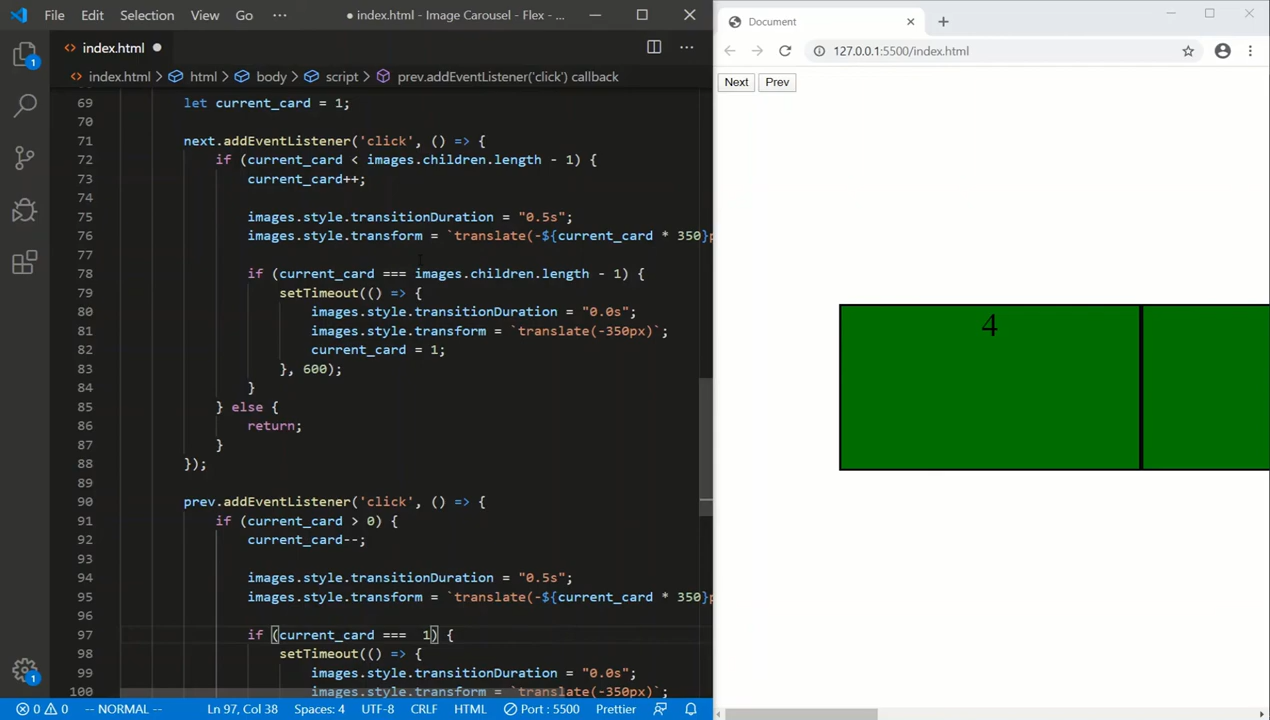 File Edit Selection View Go ··· ● index.html - Image Carousel - Flex - ...
index.html ●
index.html > html > body > script > prev.addEventListener('click') callback
69 let current_card = 1;
70
71 next.addEventListener('click', () => {
72 if (current_card < images.children.length - 1) {
73 current_card++;
74
75 images.style.transitionDuration = "0.5s";
76 images.style.transform = `translate(-${current_card * 350}p
77
78 if (current_card === images.children.length - 1) {
79 setTimeout(() => {
80 images.style.transitionDuration = "0.0s";
81 images.style.transform = `translate(-350px)`;
82 current_card = 1;
83 }, 600);
84 }
85 } else {
86 return;
87 }
88 });
89
90 prev.addEventListener('click', () => {
91 if (current_card > 0) {
92 current_card--;
93
94 images.style.transitionDuration = "0.5s";
95 images.style.transform = `translate(-${current_card * 350}p
96
97 if (current_card ===  1) {
98 setTimeout(() => {
99 images.style.transitionDuration = "0.0s";
100 images.style.transform = `translate(-350px)`;
1
1
0 0 -- NORMAL -- Ln 97, Col 38 Spaces: 4 UTF-8 CRLF HTML Port : 5500 Prettier
Document
127.0.0.1:5500/index.html
Next Prev
4